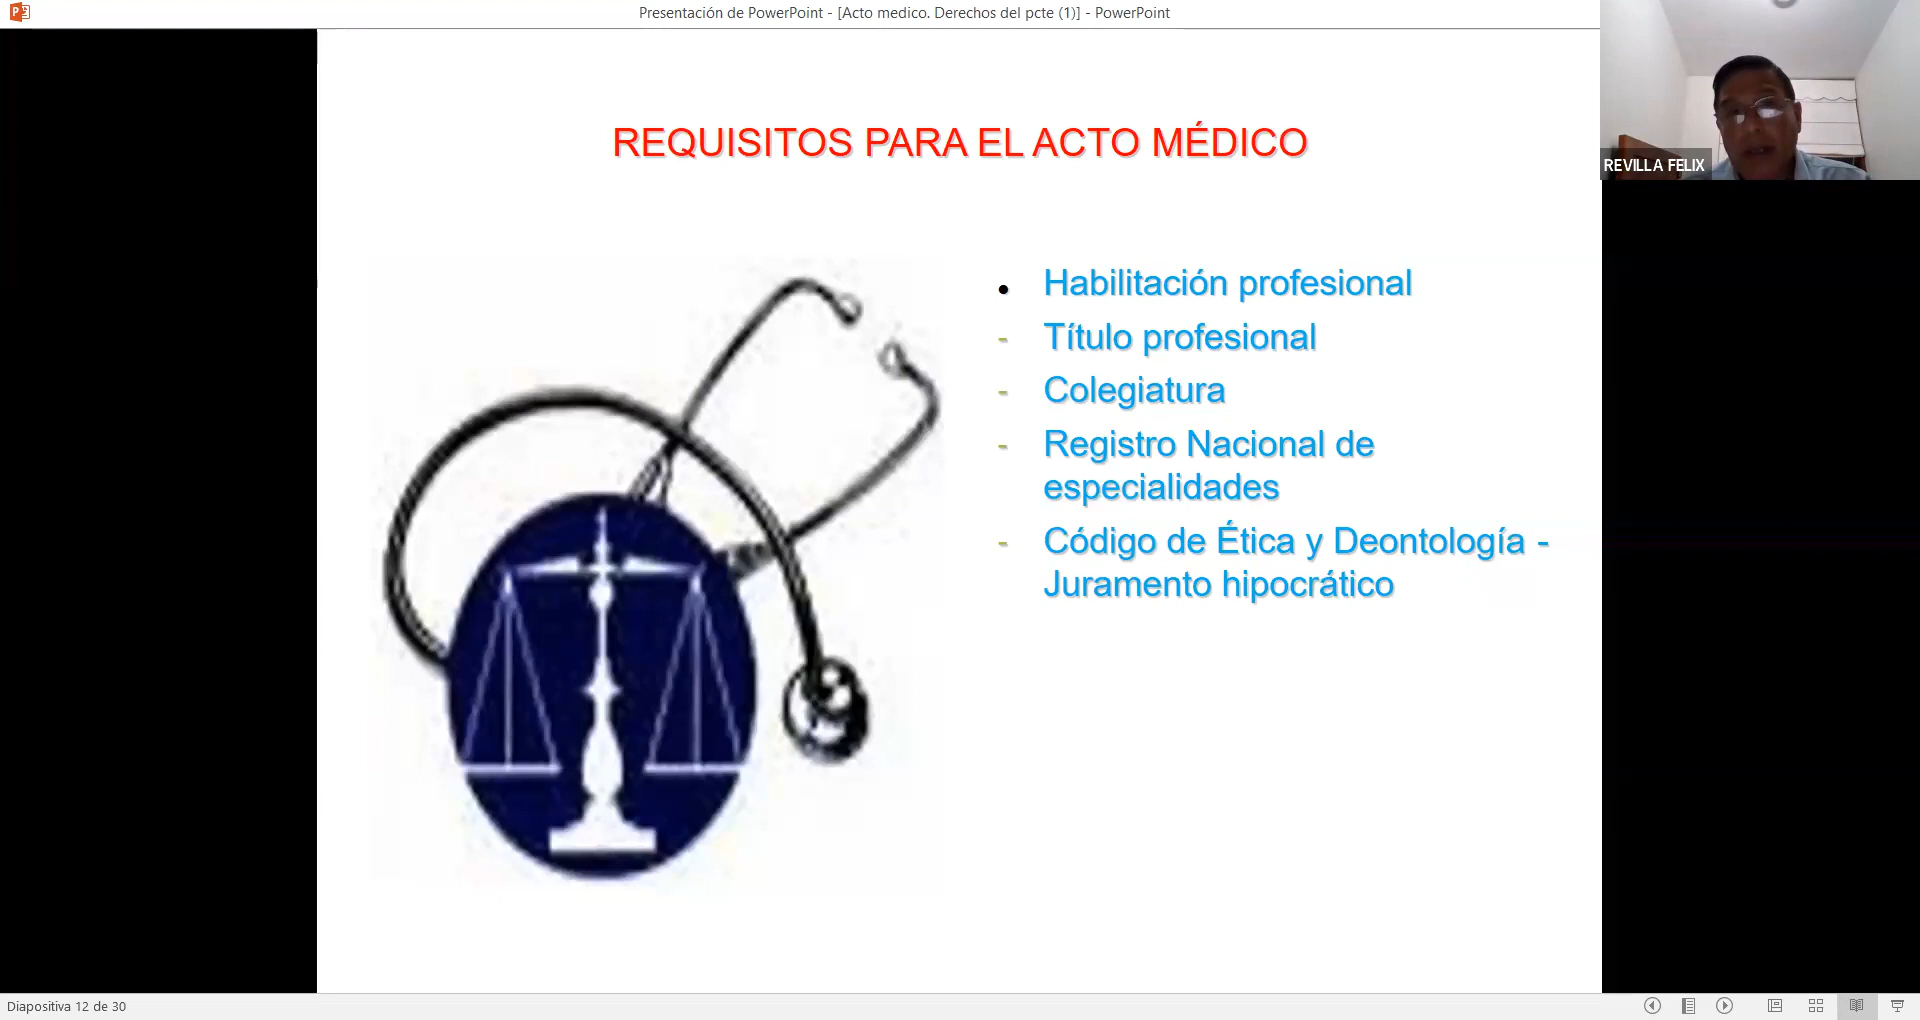 Presentación de PowerPoint - [Acto medico. Derechos del pcte (1)] - PowerPoint
REVILLA FELIX
REQUISITOS PARA EL ACTO MÉDICO
• Habilitación profesional
- Título profesional
- Colegiatura
- Registro Nacional de
especialidades
- Código de Ética y Deontología -
Juramento hipocrático
Diapositiva 12 de 30